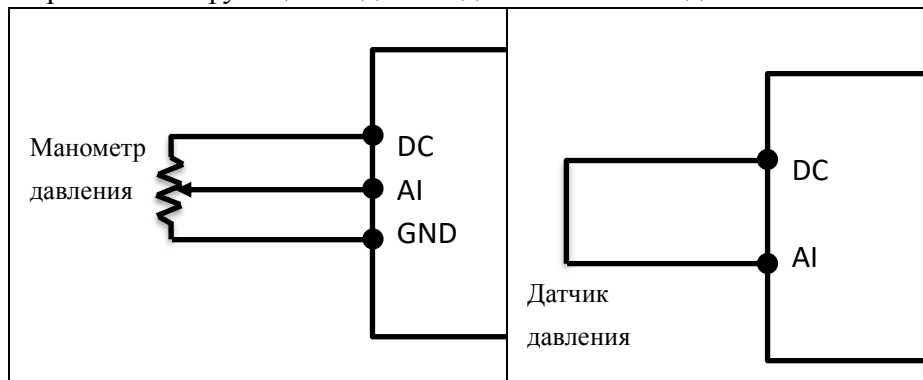 Манометр
давления
DC
AI
GND
DC
AI
Датчик
давления